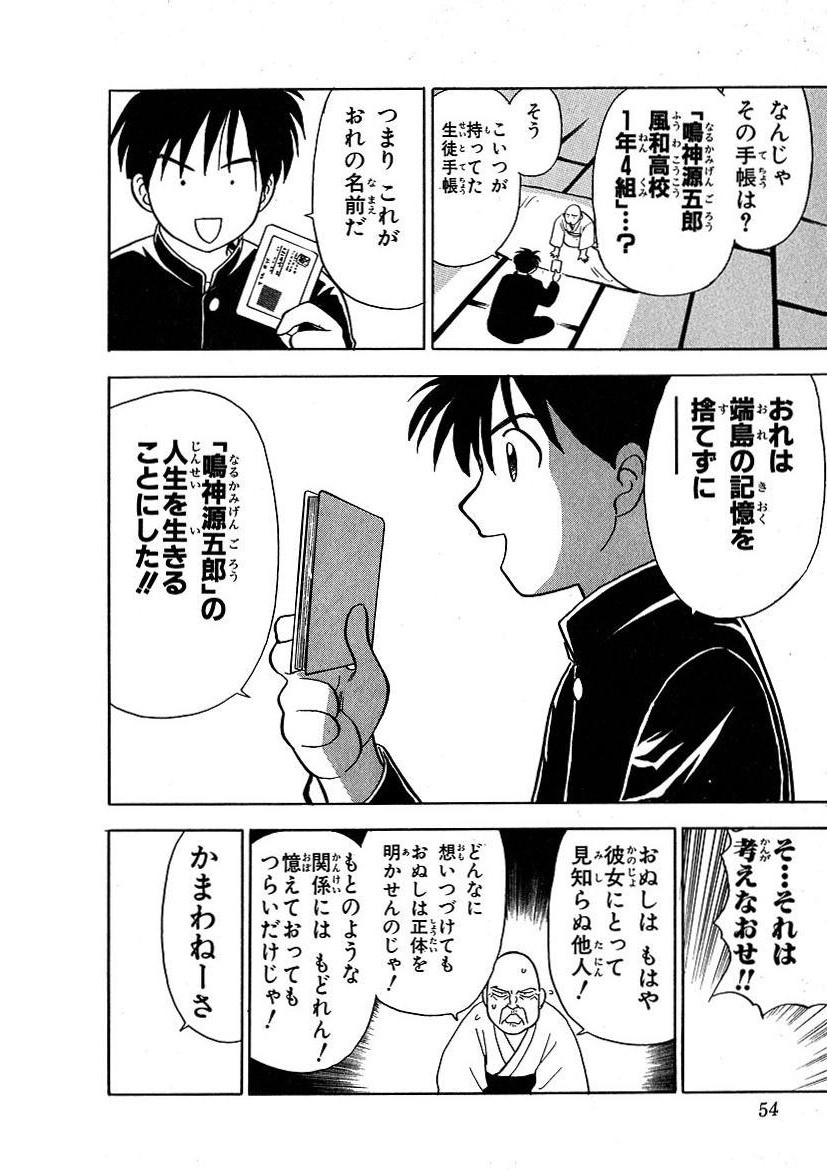 なんじゃ
その手帳は？
「鳴神源五郎
風和高校
1年4組」…？
そう
こいつが
持ってた
生徒手帳
つまり これが
おれの名前だ
おれは
端島の記憶を
捨てずに
――
「鳴神源五郎」の
人生を生きる
ことにした!!
そ…それは
考えなおせ!!
おぬしは もはや
彼女にとって
見知らぬ他人！
どんなに
想いつづけても
おぬしは正体を
明かせんのじゃ！
もとのような
関係には もどれん！
憶えておっても
つらいだけじゃ！
かまわねーさ
54